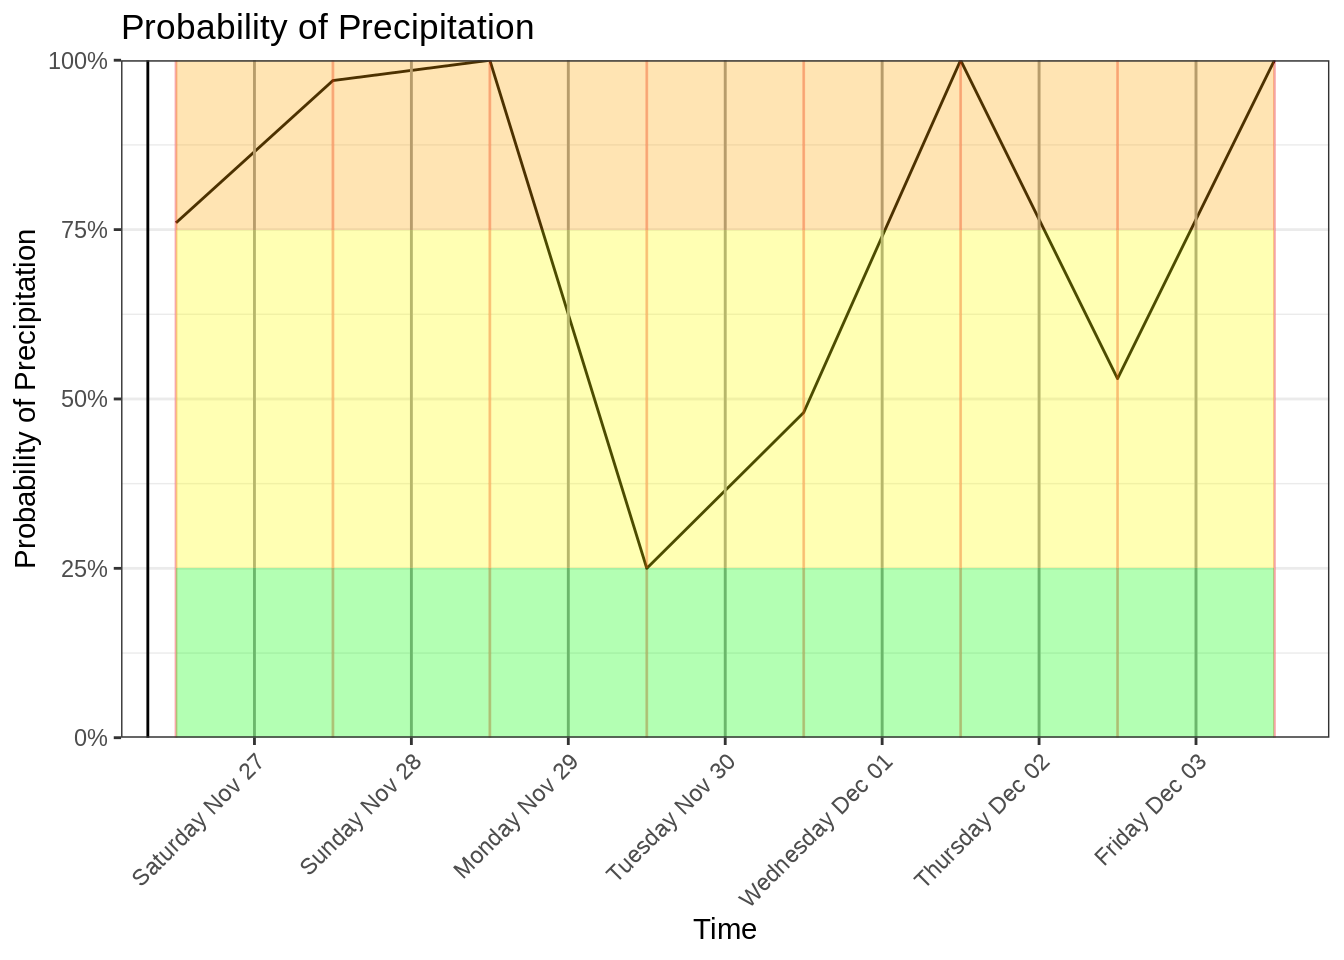 Probability of Precipitation
Probability of Precipitation
100%
75%
50%
25%
0%
Saturday Nov 27
Sunday Nov 28
Monday Nov 29
Tuesday Nov 30
Wednesday Dec 01
Thursday Dec 02
Friday Dec 03
Time